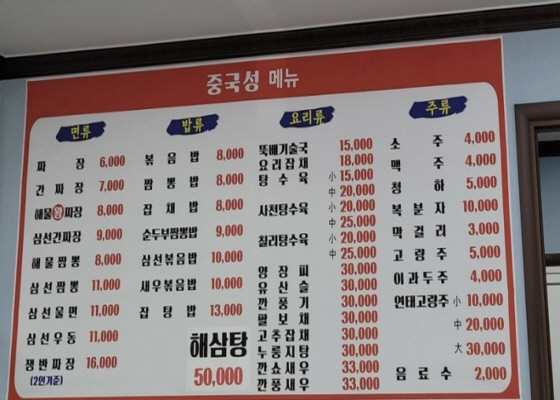 중국성 메뉴
면류
짜장 6,000
간짜장 7,000
해물쟁짜장 8,000
삼선간짜장 9,000
해물짬뽕 8,000
삼선짬뽕 11,000
삼선물면 11,000
삼선우동 11,000
쟁반짜장 16,000
(2인기준)
밥류
볶음밥 8,000
짬뽕밥 8,000
잡채밥 8,000
순두부짬뽕밥 9,000
삼선볶음밥 10,000
새우볶음밥 10,000
잡탕밥 13,000
해삼탕
50,000
요리류
뚝배기술국 15,000
요리잡채 18,000
탕수육 小 15,000
中 20,000
사천탕수육 小 20,000
中 25,000
칠리탕수육 小 20,000
中 25,000
양장피 30,000
유산슬 30,000
깐풍기 30,000
팔보채 30,000
고추잡채 30,000
누룽지탕 30,000
깐쇼새우 33,000
깐풍새우 33,000
주류
소주 4,000
맥주 4,000
청하 5,000
복분자 10,000
막걸리 3,000
고량주 5,000
이과두주 4,000
연태고량주 小 10,000
中 20,000
大 30,000
음료수 2,000